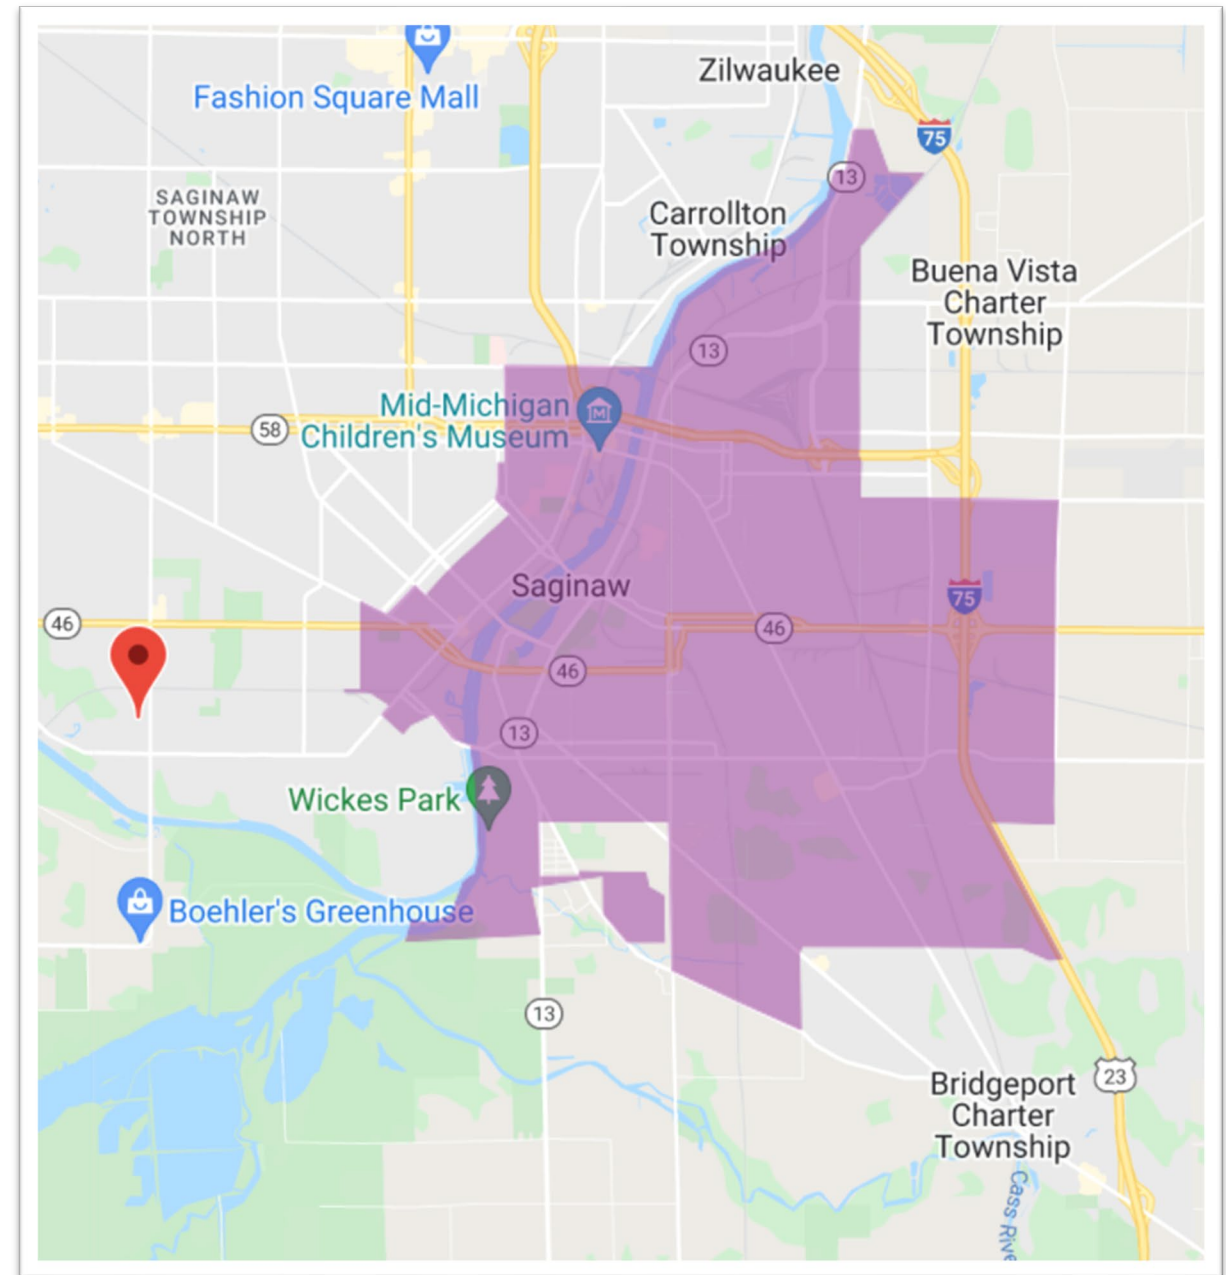 Zilwaukee
Fashion Square Mall
75
13
SAGINAW
TOWNSHIP
NORTH
Carrollton
Township
Buena Vista
Charter
Township
13
Mid-Michigan
Children's Museum
58
Saginaw
75
46
46
46
13
Wickes Park
Boehler's Greenhouse
13
Bridgeport
Charter
Township
23
Cass